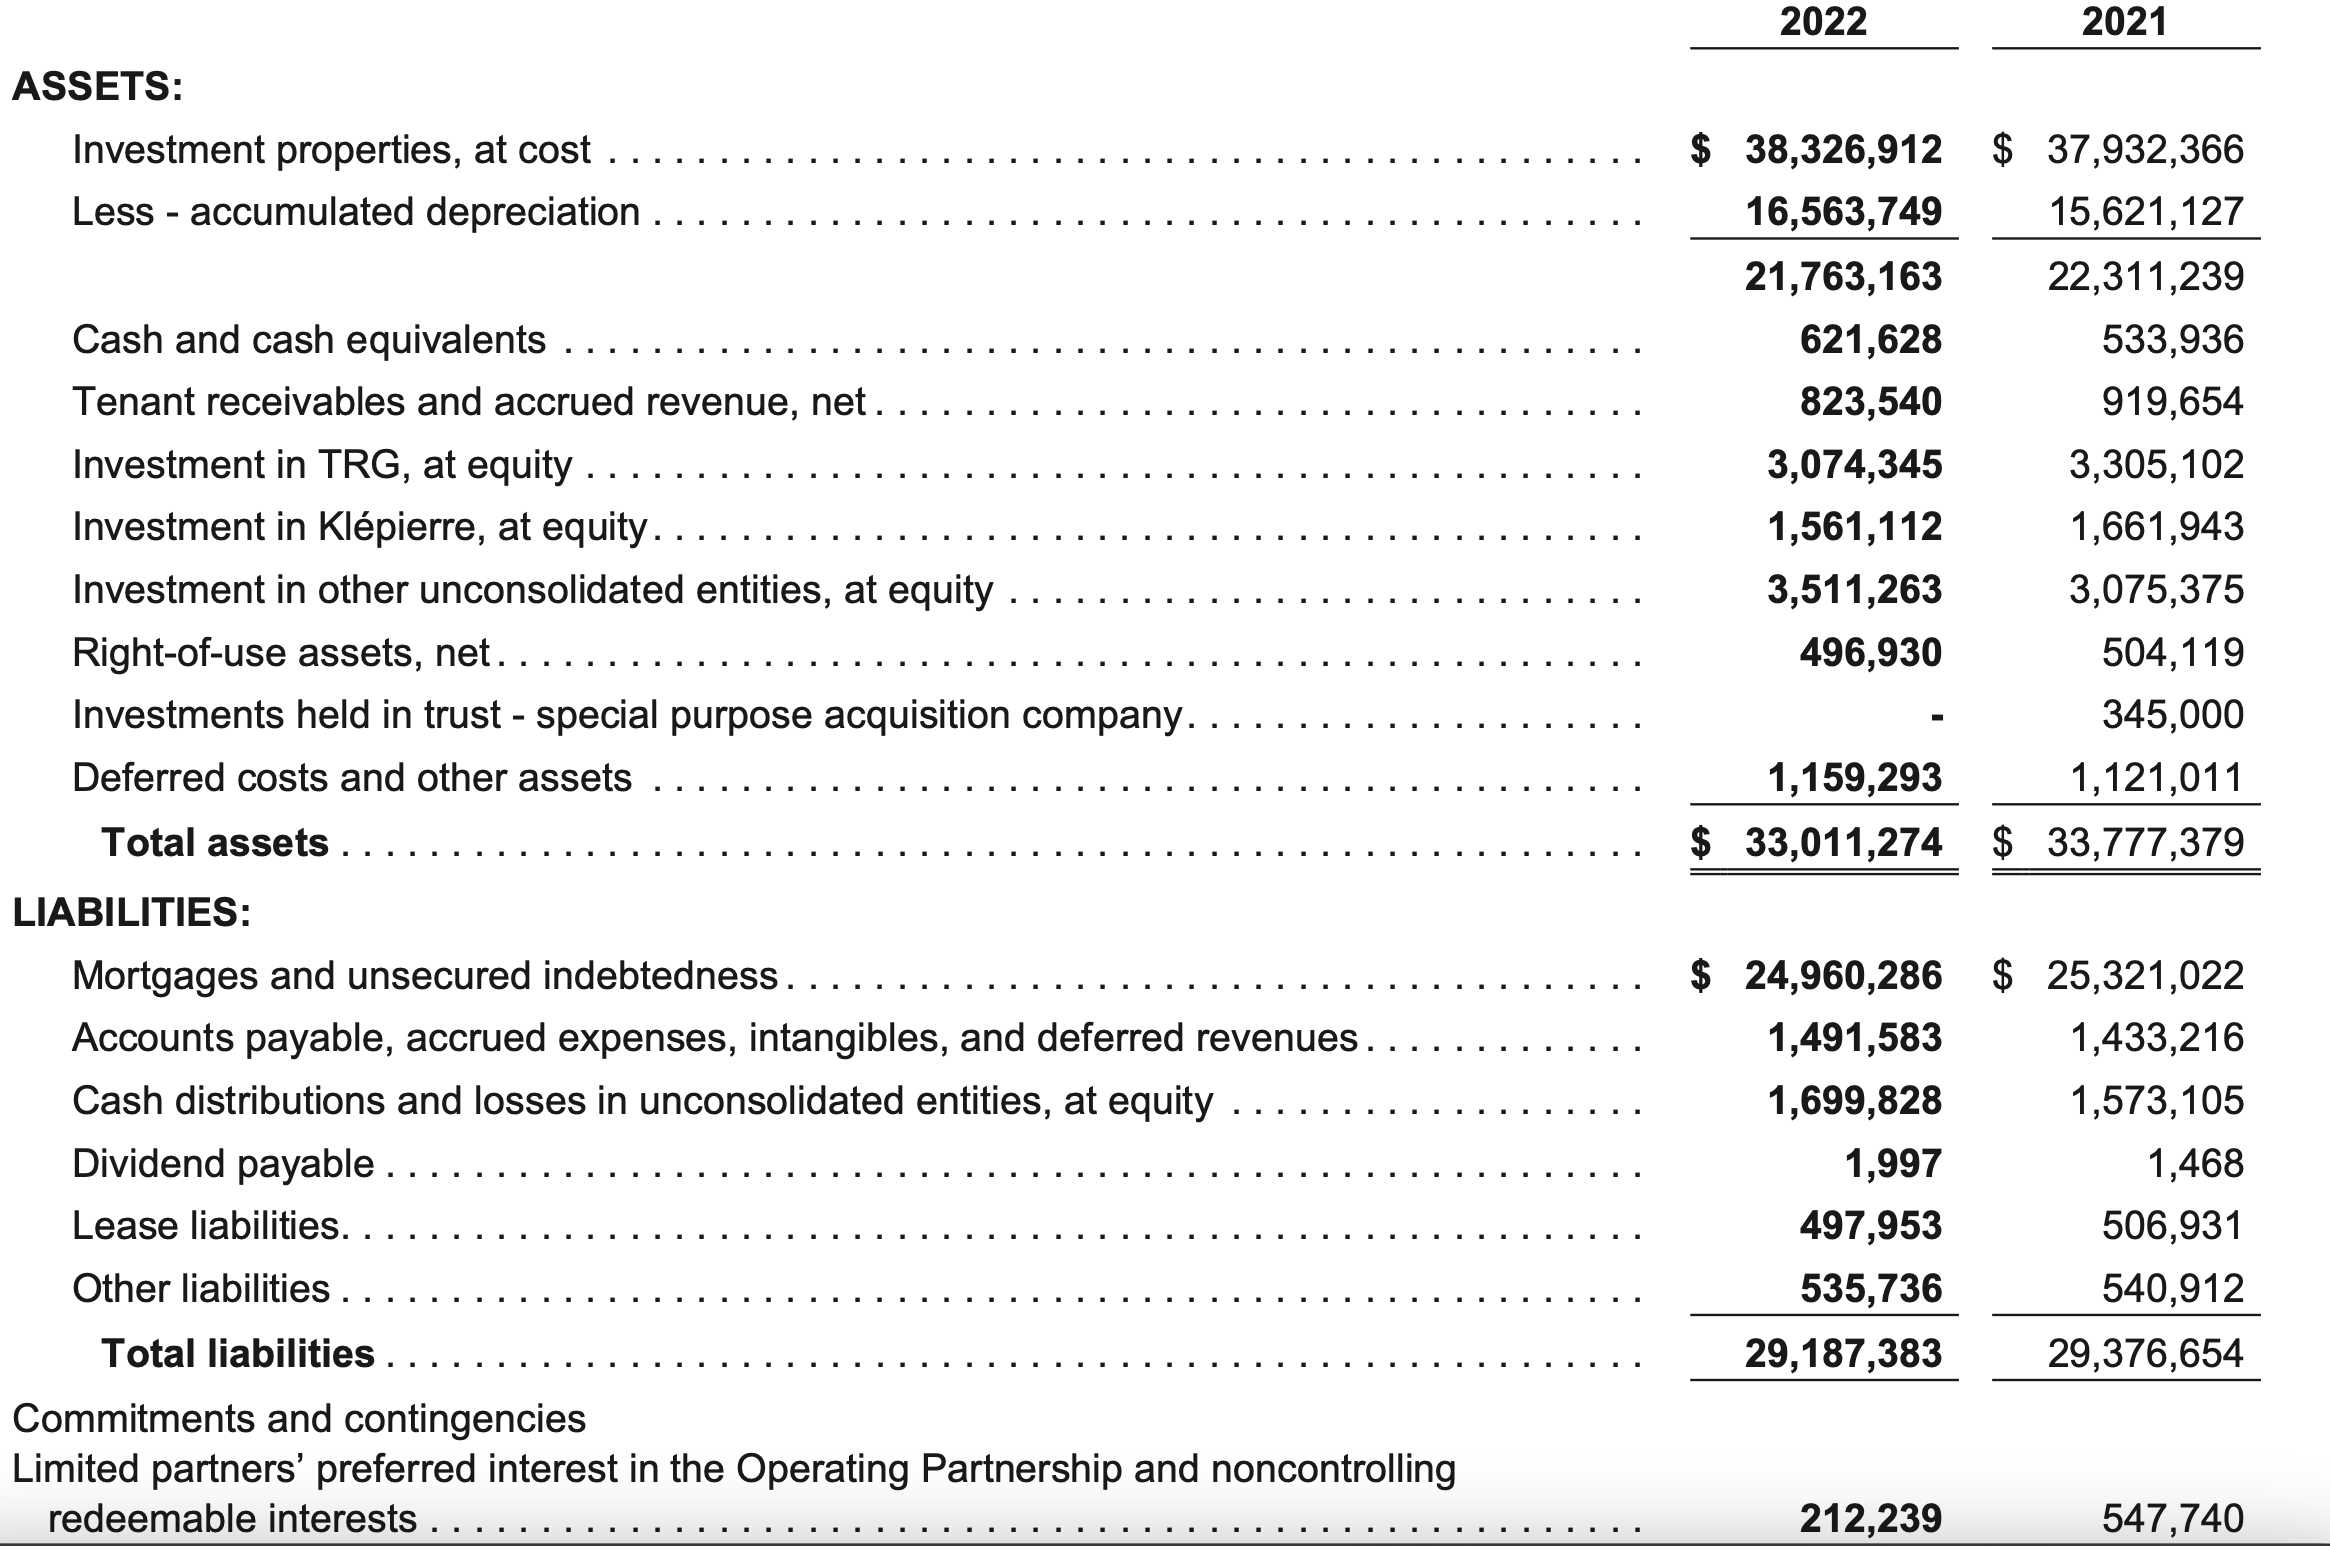 2022 2021
ASSETS:
Investment properties, at cost . . . . . . . . . . . . . . . . . . . . $ 38,326,912 $ 37,932,366
Less - accumulated depreciation . . . . . . . . . . . . . . . . . . . . 16,563,749 15,621,127
21,763,163 22,311,239
Cash and cash equivalents . . . . . . . . . . . . . . . . . . . . 621,628 533,936
Tenant receivables and accrued revenue, net . . . . . . . . . . . . . . . . . . . . 823,540 919,654
Investment in TRG, at equity . . . . . . . . . . . . . . . . . . . . 3,074,345 3,305,102
Investment in Klépierre, at equity . . . . . . . . . . . . . . . . . . . . 1,561,112 1,661,943
Investment in other unconsolidated entities, at equity . . . . . . . . . . . . . . . . . . . . 3,511,263 3,075,375
Right-of-use assets, net . . . . . . . . . . . . . . . . . . . . 496,930 504,119
Investments held in trust - special purpose acquisition company . . . . . . . . . . . . . . . . . . . . - 345,000
Deferred costs and other assets . . . . . . . . . . . . . . . . . . . . 1,159,293 1,121,011
Total assets . . . . . . . . . . . . . . . . . . . . $ 33,011,274 $ 33,777,379
LIABILITIES:
Mortgages and unsecured indebtedness . . . . . . . . . . . . . . . . . . . . $ 24,960,286 $ 25,321,022
Accounts payable, accrued expenses, intangibles, and deferred revenues . . . . . . . . . . . . . 1,491,583 1,433,216
Cash distributions and losses in unconsolidated entities, at equity . . . . . . . . . . . . . . . . . . . 1,699,828 1,573,105
Dividend payable . . . . . . . . . . . . . . . . . . . . 1,997 1,468
Lease liabilities . . . . . . . . . . . . . . . . . . . . 497,953 506,931
Other liabilities . . . . . . . . . . . . . . . . . . . . 535,736 540,912
Total liabilities . . . . . . . . . . . . . . . . . . . . 29,187,383 29,376,654
Commitments and contingencies
Limited partners’ preferred interest in the Operating Partnership and noncontrolling
redeemable interests . . . . . . . . . . . . . . . . . . . . 212,239 547,740